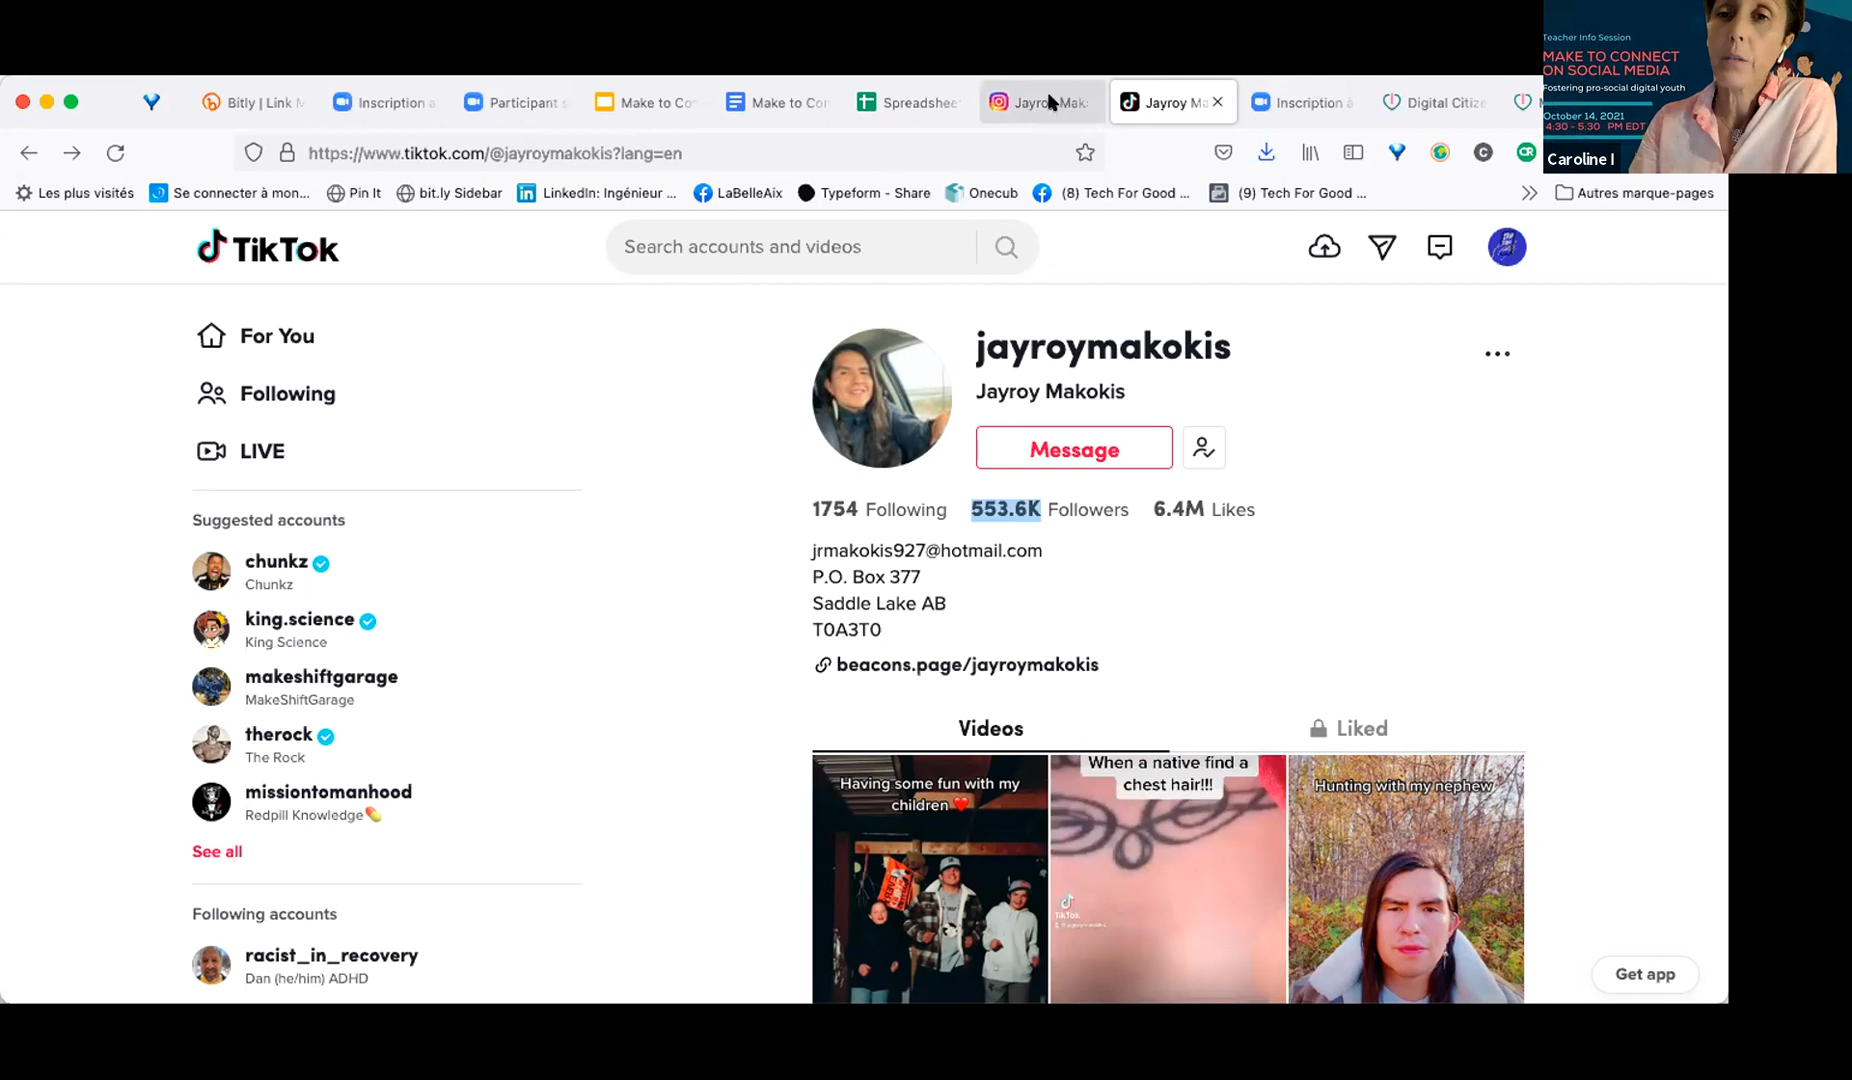 Teacher Info Session
MAKE TO CONNECT
ON SOCIAL MEDIA
Fostering pro-social digital youth
October 14, 2021
4:30 - 5:30 PM EDT
Caroline I
Bitly | Link
Inscription
Participant
Make to Co
Make to Co
Spreadshee
Jayro Mak
Jayroy M
Inscription
Digital Citize
https://www.tiktok.com/@jayroymakokis?lang=en
Les plus visités
Se connecter à mon...
Pin It
bit.ly Sidebar
LinkedIn: Ingénieur ...
LaBelleAix
Typeform - Share
Onecub
(8) Tech For Good ...
(9) Tech For Good ...
Autres marque-pages
TikTok
Search accounts and videos
For You
Following
LIVE
Suggested accounts
chunkz
Chunkz
king.science
King Science
makeshiftgarage
MakeShiftGarage
therock
The Rock
missiontomanhood
Redpill Knowledge💊
See all
Following accounts
racist_in_recovery
Dan (he/him) ADHD
jayroymakokis
Jayroy Makokis
Message
1754 Following 553.6K Followers 6.4M Likes
jrmakokis927@hotmail.com
P.O. Box 377
Saddle Lake AB
T0A3T0
beacons.page/jayroymakokis
Videos
Liked
Having some fun with my
children ❤️
When a native find a
chest hair!!!
TikTok
Hunting with my nephew
Get app